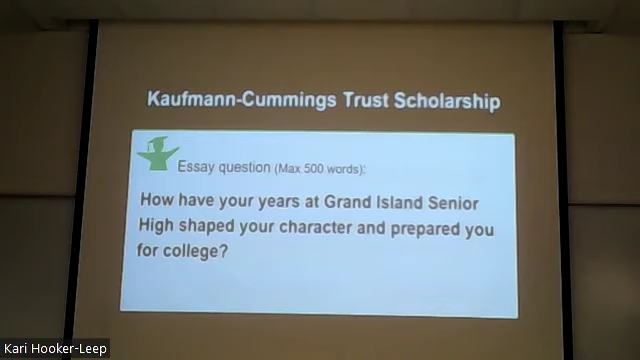 Kaufmann-Cummings Trust Scholarship
Essay question (Max 500 words):
How have your years at Grand Island Senior
High shaped your character and prepared you
for college?
Kari Hooker-Leep